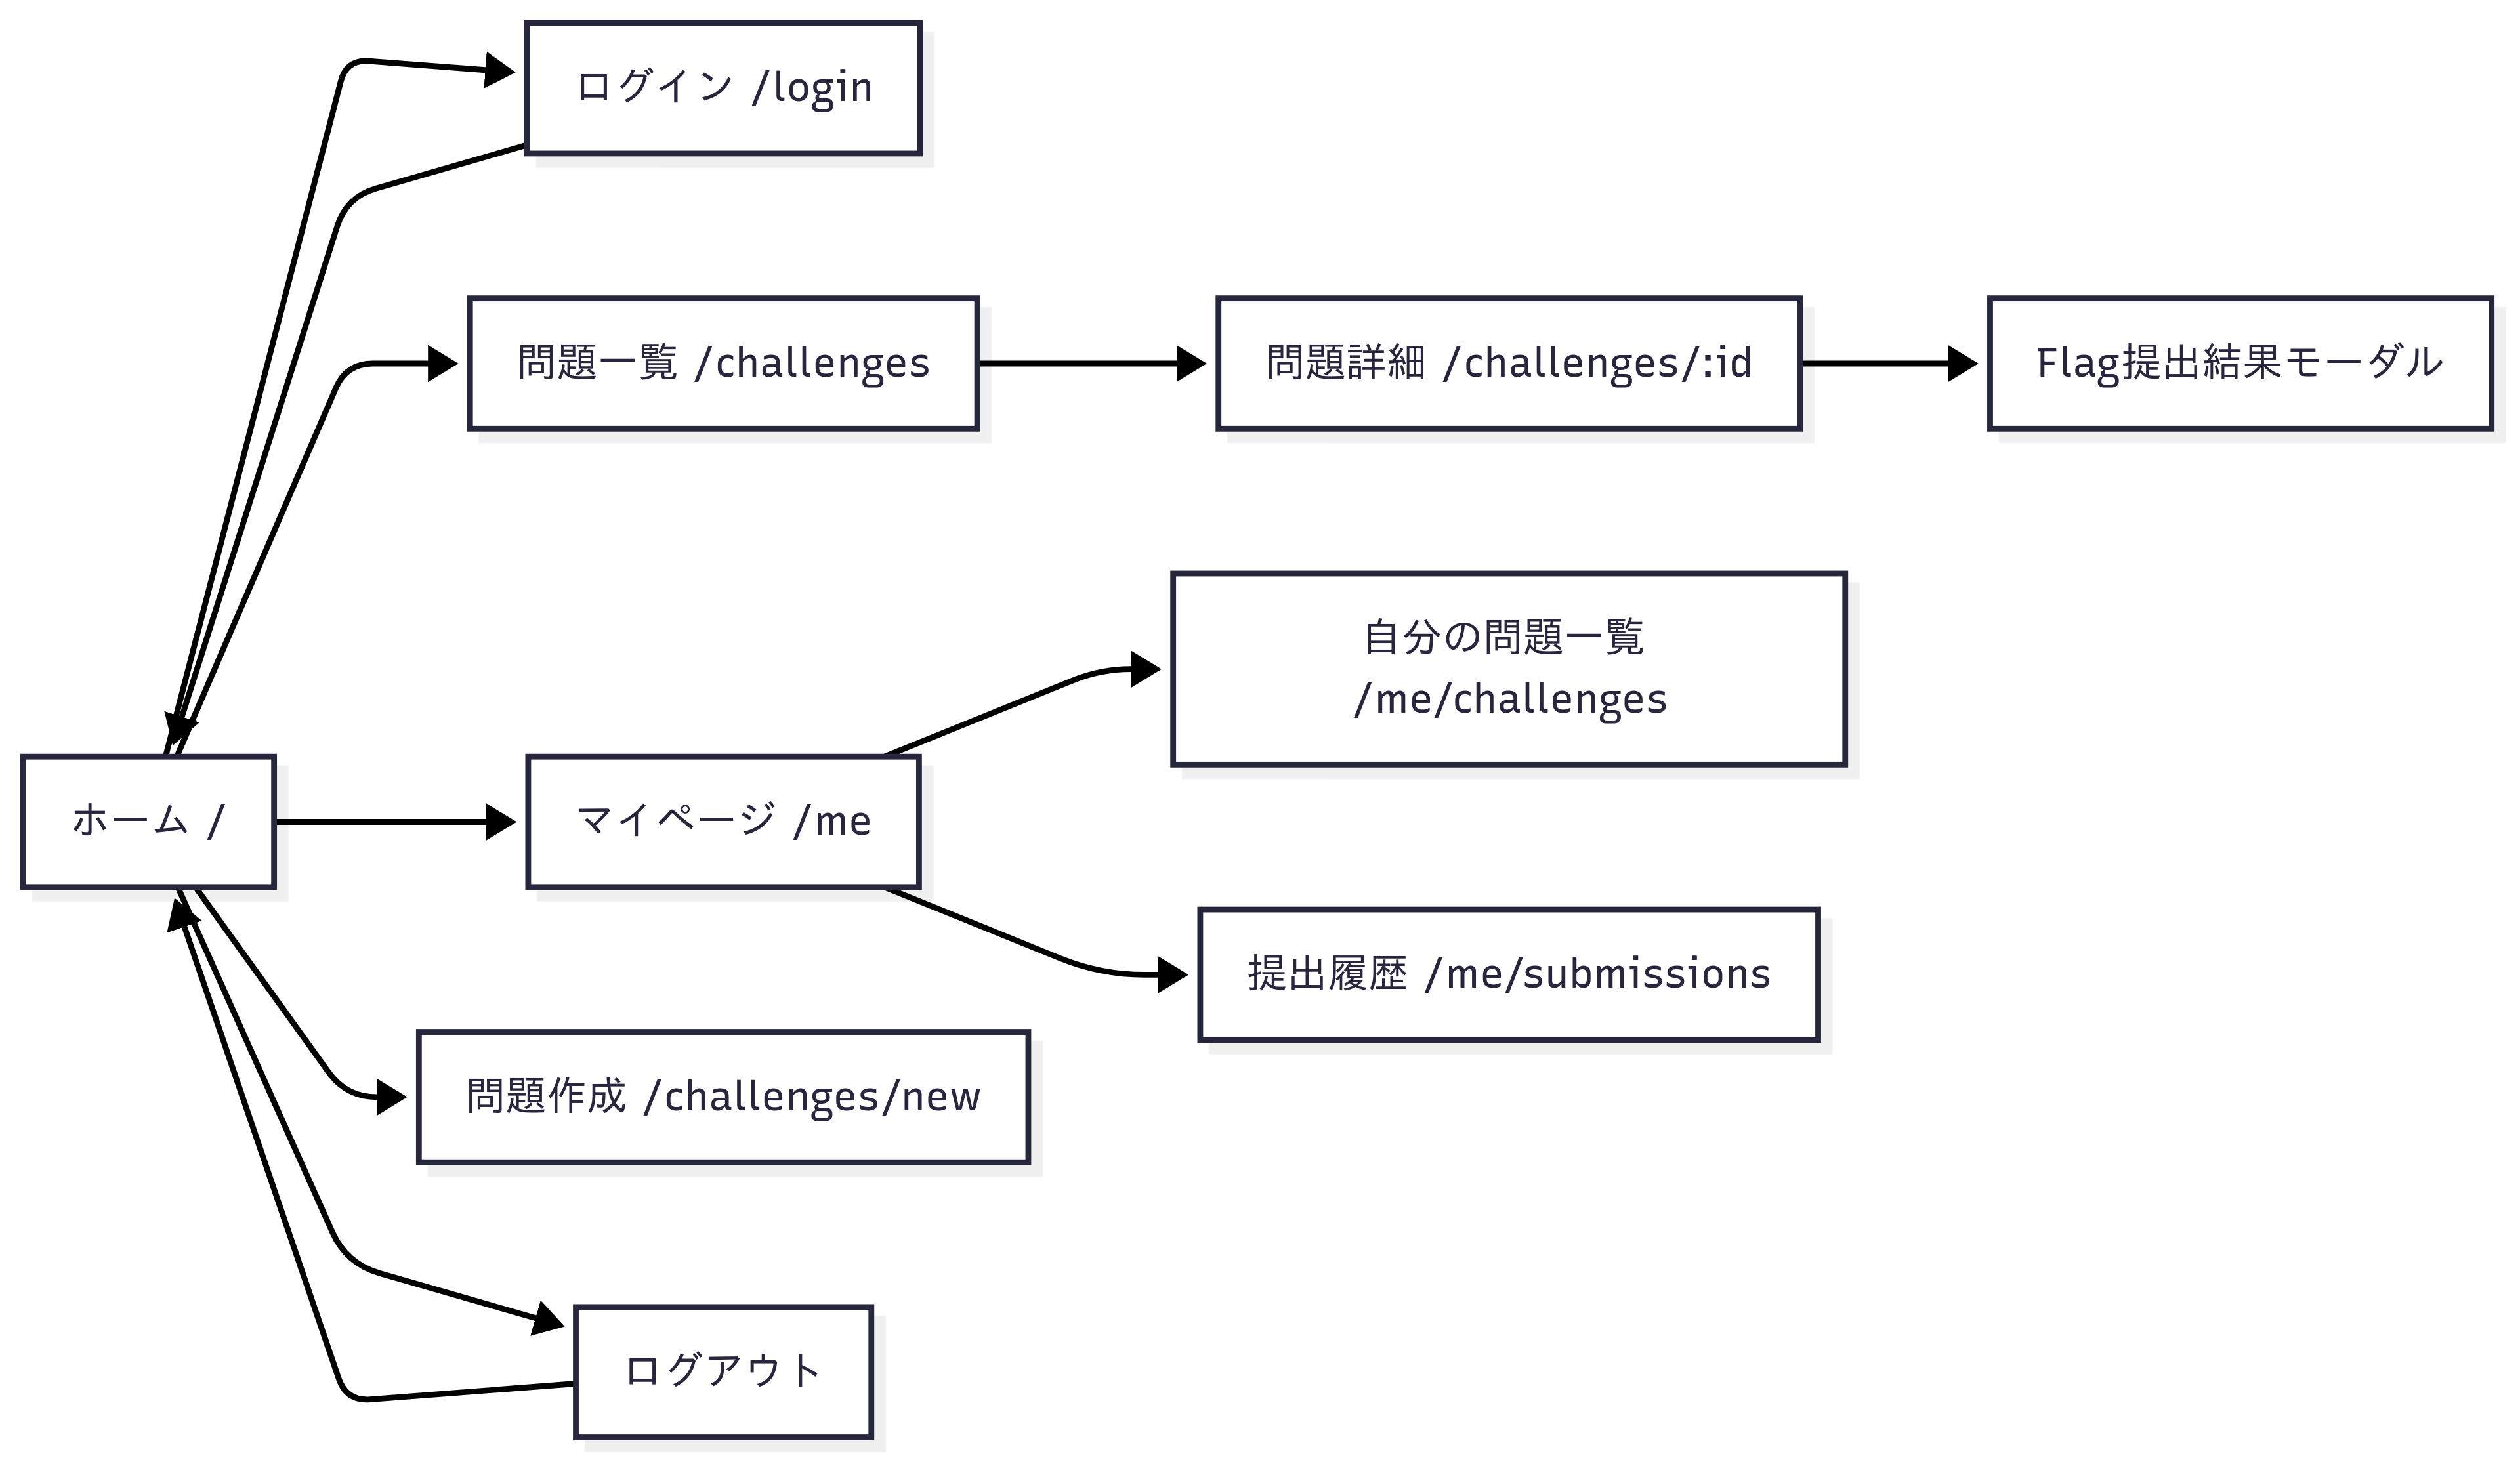 ログイン /login
問題一覧 /challenges
問題詳細 /challenges/:id
Flag提出結果モーダル
自分の問題一覧
/me/challenges
ホーム /
マイページ /me
提出履歴 /me/submissions
問題作成 /challenges/new
ログアウト